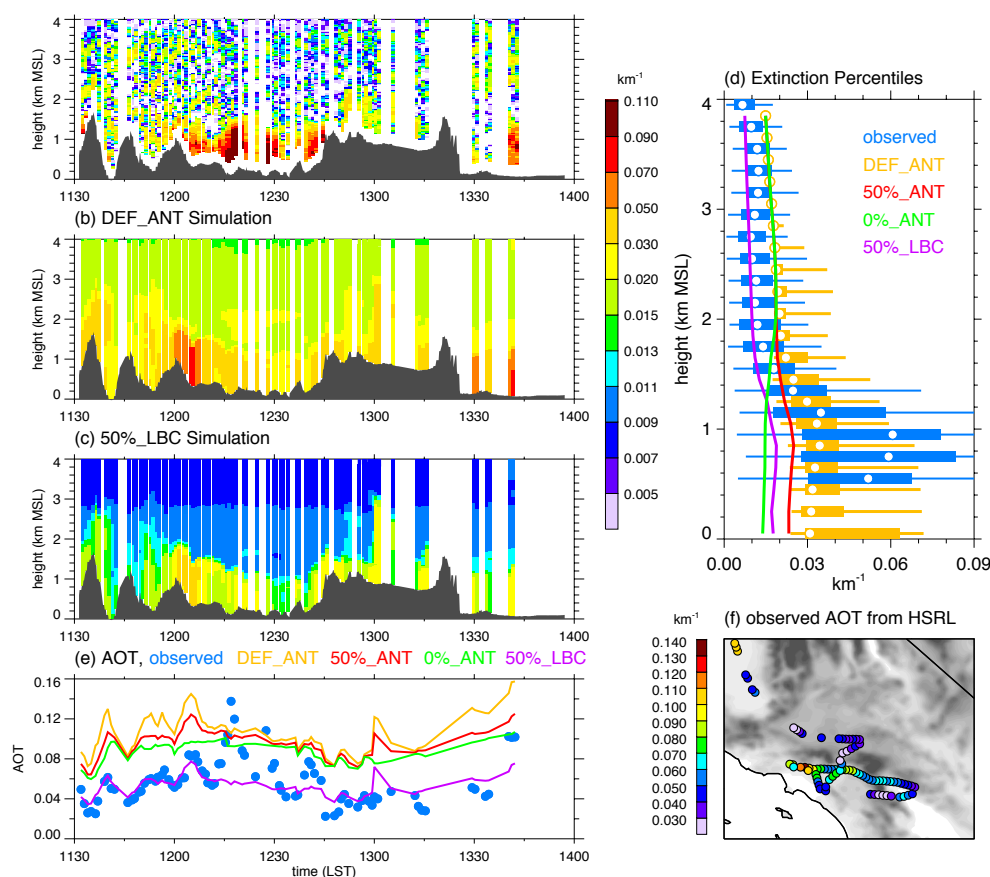 4
3
2
1
0
height (km MSL)
1130 1200 1230 1300 1330 1400
(b) DEF_ANT Simulation
4
3
2
1
0
height (km MSL)
1130 1200 1230 1300 1330 1400
(c) 50%_LBC Simulation
4
3
2
1
0
height (km MSL)
1130 1200 1230 1300 1330 1400
km-1
0.110
0.090
0.070
0.050
0.030
0.020
0.015
0.013
0.011
0.009
0.007
0.005
(d) Extinction Percentiles
4
3
2
1
0
height (km MSL)
observed
DEF_ANT
50%_ANT
0%_ANT
50%_LBC
0.00 0.03 0.06 0.09
km-1
(e) AOT, observed DEF_ANT 50%_ANT 0%_ANT 50%_LBC
0.16
0.12
0.08
0.04
0.00
AOT
1130 1200 1230 1300 1330 1400
time (LST)
(f) observed AOT from HSRL
km-1
0.140
0.130
0.120
0.110
0.100
0.090
0.080
0.070
0.060
0.050
0.040
0.030